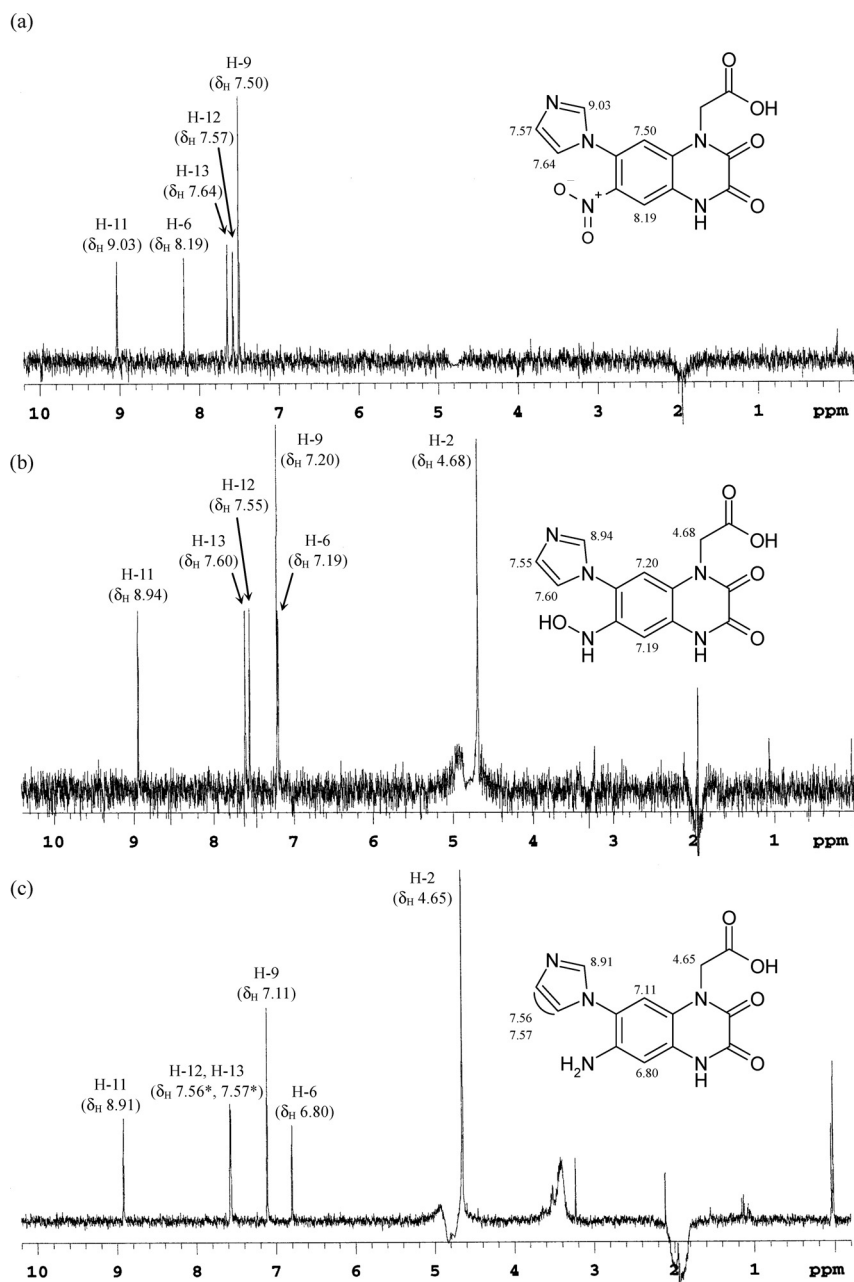 (a)
H-9
(δH 7.50)
H-12
(δH 7.57)
H-13
(δH 7.64)
H-11
(δH 9.03)
H-6
(δH 8.19)
O
OH
N
9.03
7.57
N
7.50
N
O
7.64
O⁻
N⁺
O
8.19
N
H
O
10 9 8 7 6 5 4 3 2 1 ppm
(b)
H-9
(δH 7.20)
H-2
(δH 4.68)
H-12
(δH 7.55)
H-13
(δH 7.60)
H-6
(δH 7.19)
H-11
(δH 8.94)
O
OH
N
8.94
4.68
7.55
N
7.20
N
O
7.60
HO
N
H
7.19
N
H
O
10 9 8 7 6 5 4 3 2 1 ppm
(c)
H-2
(δH 4.65)
H-9
(δH 7.11)
H-12, H-13
(δH 7.56*, 7.57*)
H-11
(δH 8.91)
H-6
(δH 6.80)
O
OH
N
8.91
4.65
N
7.11
N
O
7.56
7.57
H2N
6.80
N
H
O
10 9 8 7 6 5 4 3 2 1 ppm